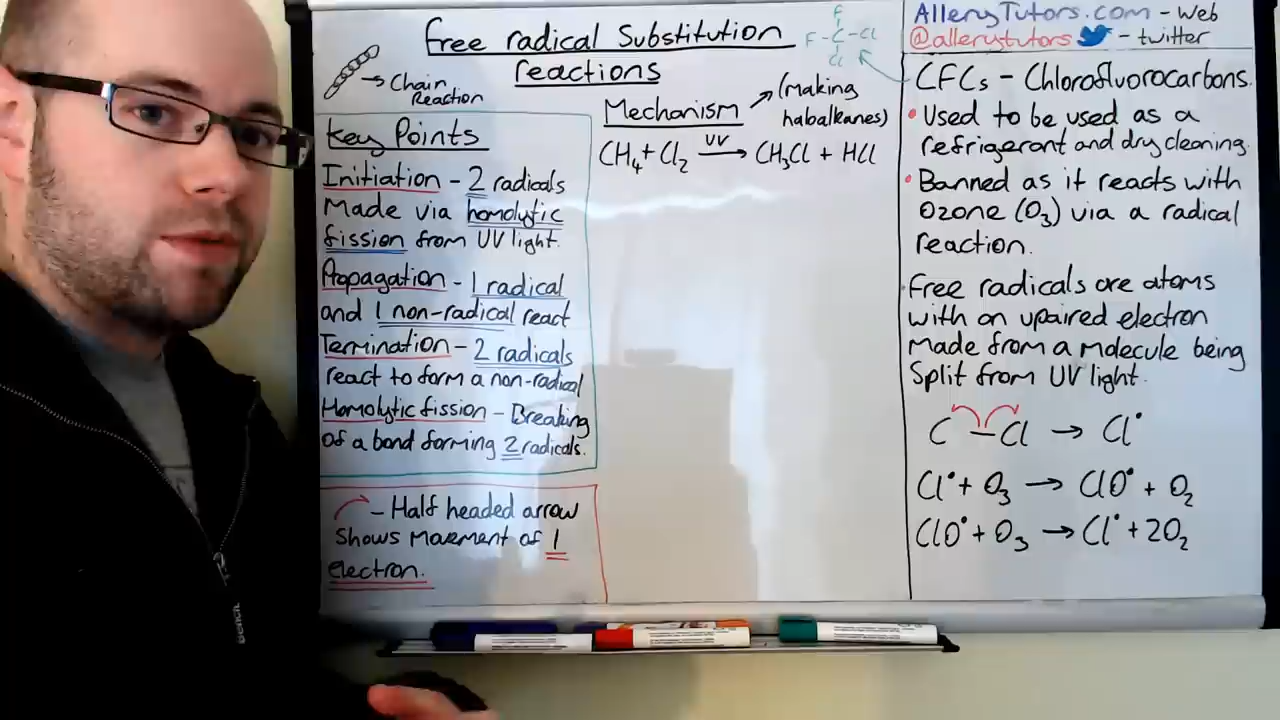 Free radical Substitution
reactions
→ Chain
Reaction
Key Points
Initiation - 2 radicals
Made via homolytic
fission from UV light.
Propagation - 1 radical
and 1 non-radical react
Termination - 2 radicals
react to form a non-radical
Homolytic fission - Breaking
of a bond forming 2 radicals.
- Half headed arrow
shows movement of 1
electron.
Mechanism
(making
haloalkanes)
CH₄ + Cl₂ —UV→ CH₃Cl + HCl
F
F - C - Cl
Cl
AlleryTutors.com - Web
@allerytutors - twitter
CFCs - Chlorofluorocarbons.
• Used to be used as a
refrigerant and dry cleaning.
• Banned as it reacts with
Ozone (O₃) via a radical
reaction.
Free radicals are atoms
with an upaired electron
Made from a molecule being
Split from UV light.
C - Cl → Cl•
Cl• + O₃ → ClO• + O₂
ClO• + O₃ → Cl• + 2O₂